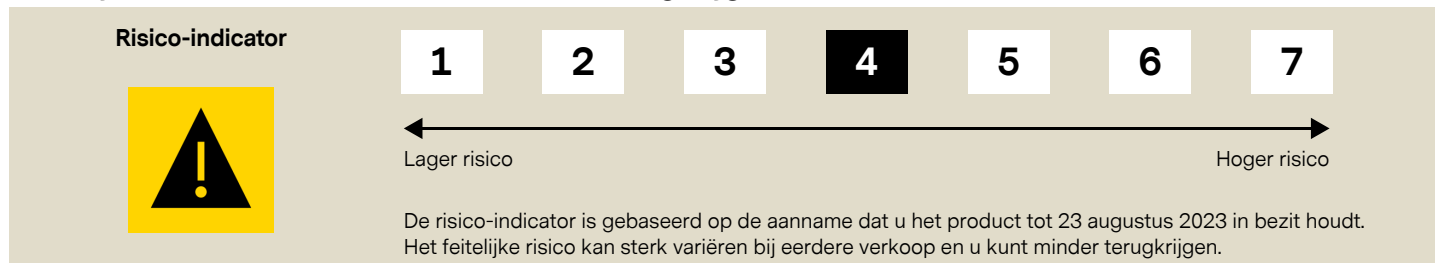 Risico-indicator
1 2 3 4 5 6 7
Lager risico Hoger risico
De risico-indicator is gebaseerd op de aanname dat u het product tot 23 augustus 2023 in bezit houdt.
Het feitelijke risico kan sterk variëren bij eerdere verkoop en u kunt minder terugkrijgen.